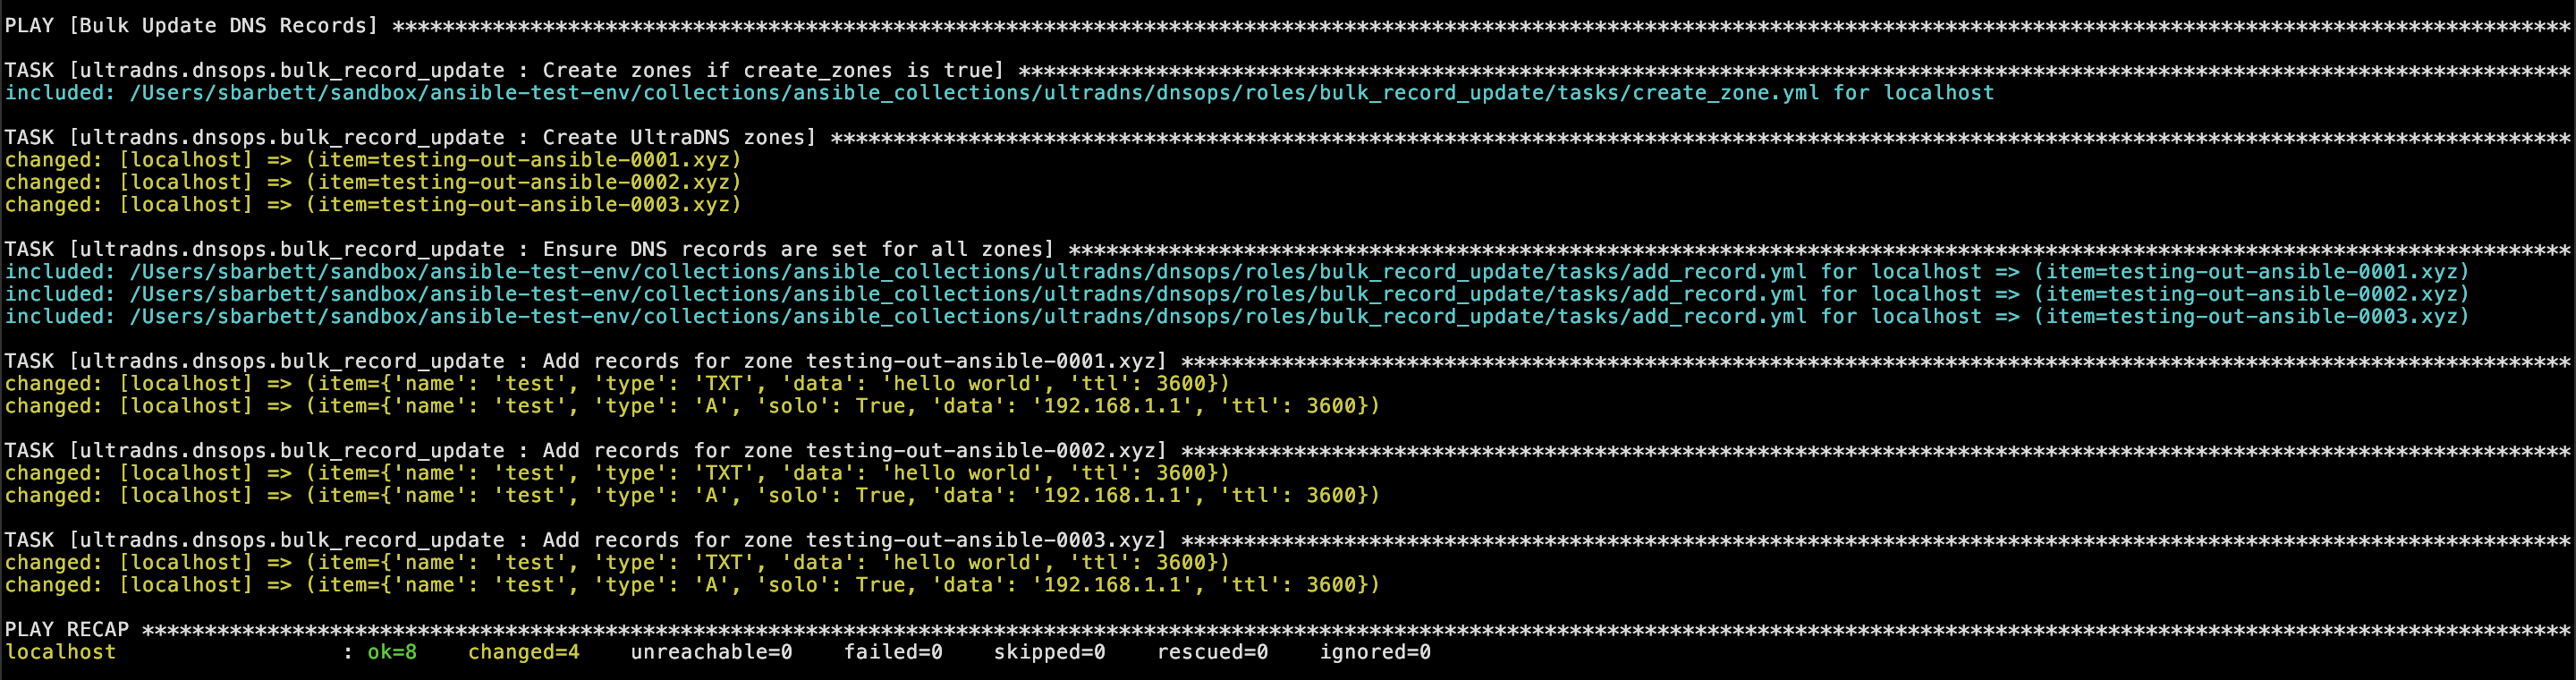 PLAY [Bulk Update DNS Records] ******************************************************************************************************************************************************************************
TASK [ultradns.dnsops.bulk_record_update : Create zones if create_zones is true] ****************************************************************************************************************************
included: /Users/sbarbett/sandbox/ansible-test-env/collections/ansible_collections/ultradns/dnsops/roles/bulk_record_update/tasks/create_zone.yml for localhost
TASK [ultradns.dnsops.bulk_record_update : Create UltraDNS zones] *******************************************************************************************************************************************
changed: [localhost] => (item=testing-out-ansible-0001.xyz)
changed: [localhost] => (item=testing-out-ansible-0002.xyz)
changed: [localhost] => (item=testing-out-ansible-0003.xyz)
TASK [ultradns.dnsops.bulk_record_update : Ensure DNS records are set for all zones] ************************************************************************************************************************
included: /Users/sbarbett/sandbox/ansible-test-env/collections/ansible_collections/ultradns/dnsops/roles/bulk_record_update/tasks/add_record.yml for localhost => (item=testing-out-ansible-0001.xyz)
included: /Users/sbarbett/sandbox/ansible-test-env/collections/ansible_collections/ultradns/dnsops/roles/bulk_record_update/tasks/add_record.yml for localhost => (item=testing-out-ansible-0002.xyz)
included: /Users/sbarbett/sandbox/ansible-test-env/collections/ansible_collections/ultradns/dnsops/roles/bulk_record_update/tasks/add_record.yml for localhost => (item=testing-out-ansible-0003.xyz)
TASK [ultradns.dnsops.bulk_record_update : Add records for zone testing-out-ansible-0001.xyz] ***************************************************************************************************************
changed: [localhost] => (item={'name': 'test', 'type': 'TXT', 'data': 'hello world', 'ttl': 3600})
changed: [localhost] => (item={'name': 'test', 'type': 'A', 'solo': True, 'data': '192.168.1.1', 'ttl': 3600})
TASK [ultradns.dnsops.bulk_record_update : Add records for zone testing-out-ansible-0002.xyz] ***************************************************************************************************************
changed: [localhost] => (item={'name': 'test', 'type': 'TXT', 'data': 'hello world', 'ttl': 3600})
changed: [localhost] => (item={'name': 'test', 'type': 'A', 'solo': True, 'data': '192.168.1.1', 'ttl': 3600})
TASK [ultradns.dnsops.bulk_record_update : Add records for zone testing-out-ansible-0003.xyz] ***************************************************************************************************************
changed: [localhost] => (item={'name': 'test', 'type': 'TXT', 'data': 'hello world', 'ttl': 3600})
changed: [localhost] => (item={'name': 'test', 'type': 'A', 'solo': True, 'data': '192.168.1.1', 'ttl': 3600})
PLAY RECAP **************************************************************************************************************************************************************************************************
localhost                  : ok=8    changed=4    unreachable=0    failed=0    skipped=0    rescued=0    ignored=0